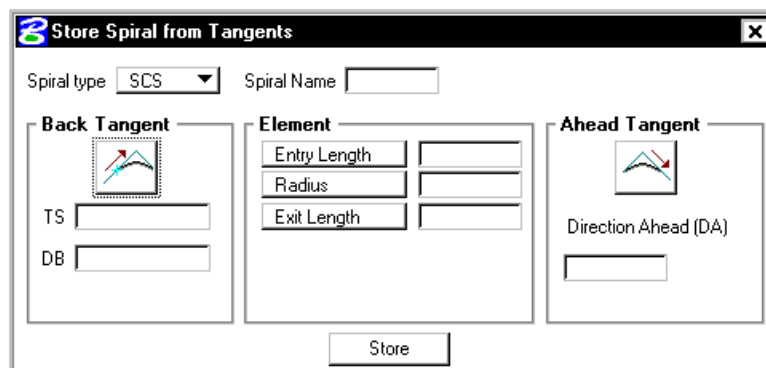 Store Spiral from Tangents
Spiral type SCS Spiral Name
Back Tangent
TS
DB
Element
Entry Length
Radius
Exit Length
Ahead Tangent
Direction Ahead (DA)
Store